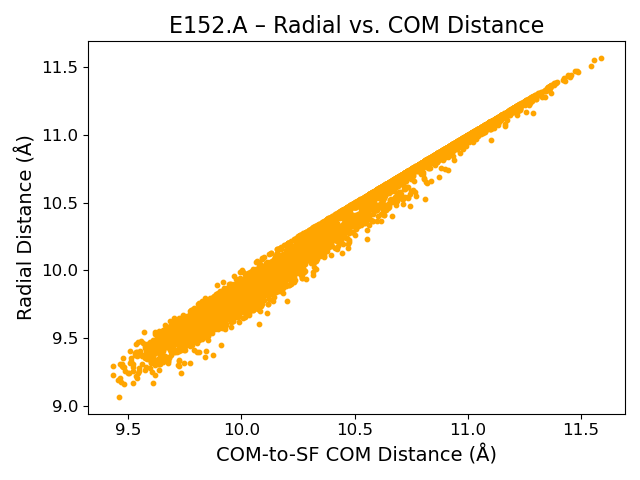 E152.A – Radial vs. COM Distance
Radial Distance (Å)
11.5
11.0
10.5
10.0
9.5
9.0
9.5 10.0 10.5 11.0 11.5
COM-to-SF COM Distance (Å)